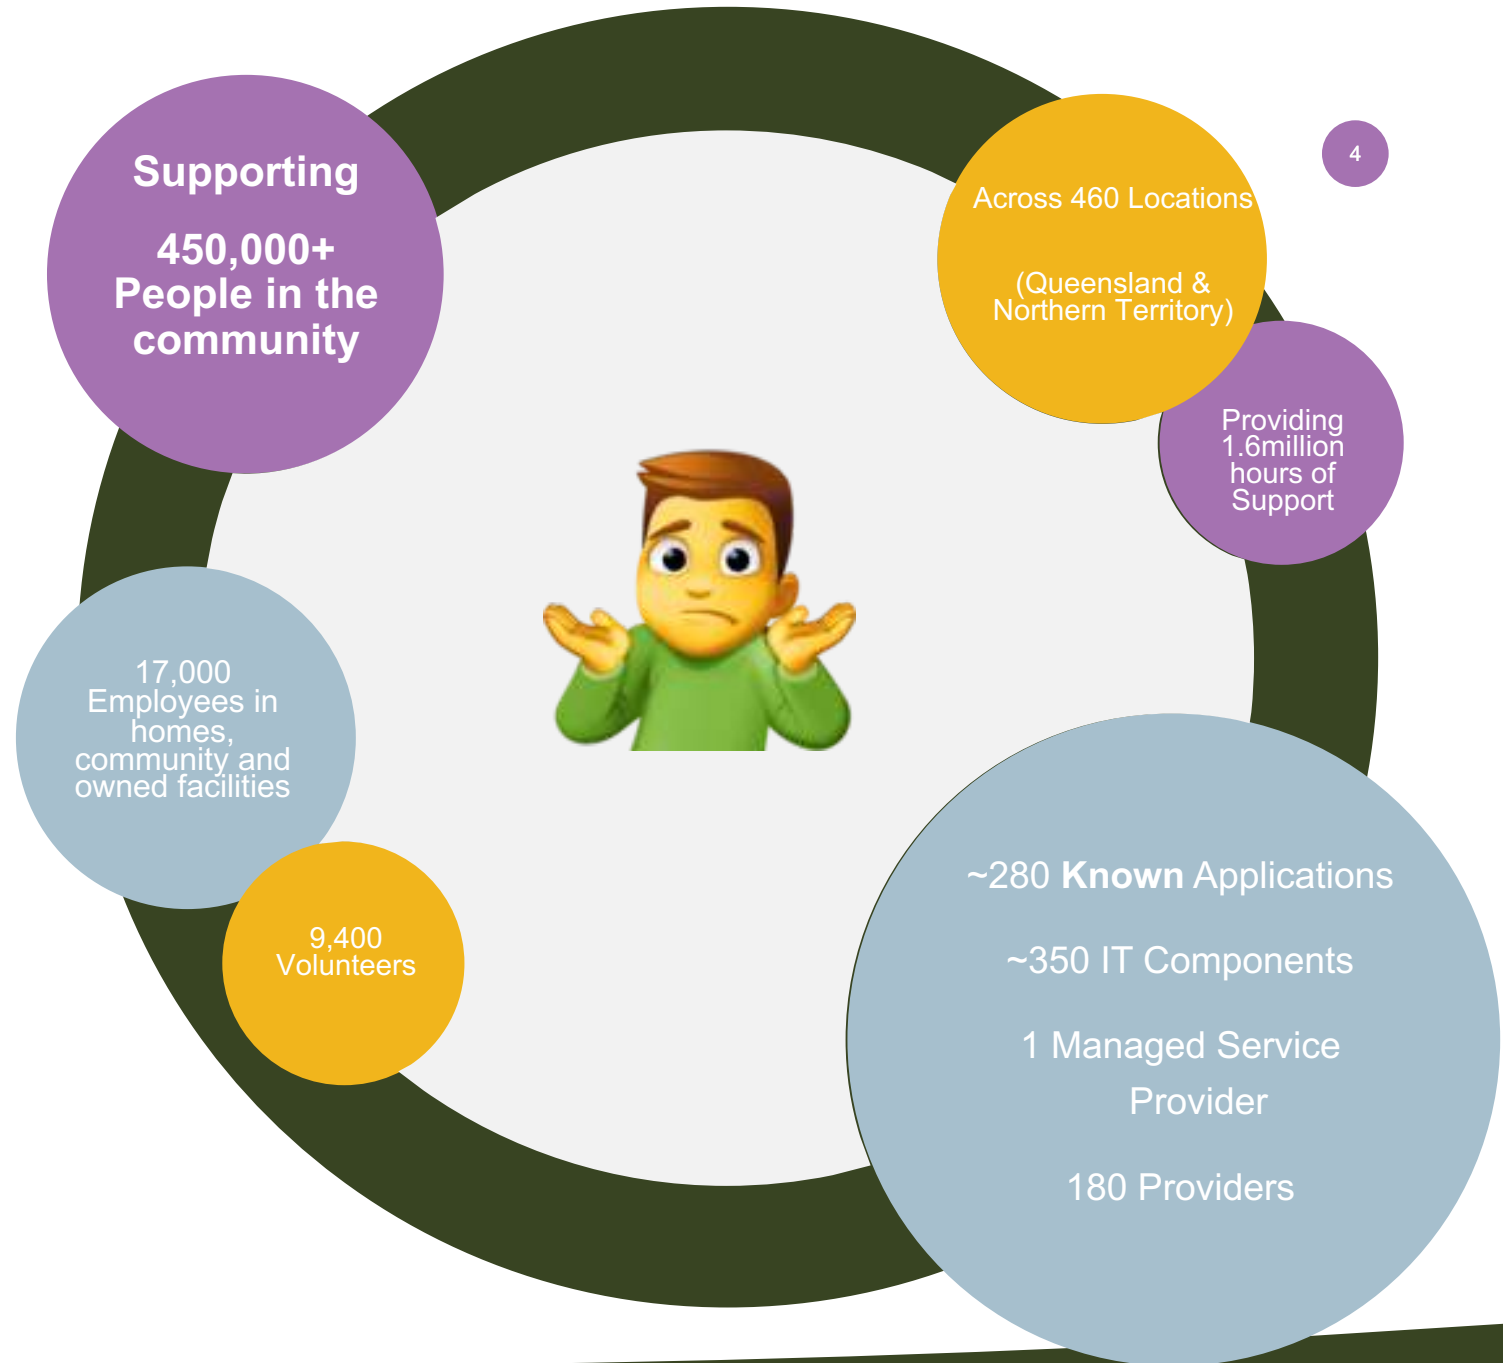 Supporting
450,000+
People in the
community
Across 460 Locations
(Queensland &
Northern Territory)
4
Providing
1.6million
hours of
Support
17,000
Employees in
homes,
community and
owned facilities
9,400
Volunteers
~280 Known Applications
~350 IT Components
1 Managed Service
Provider
180 Providers